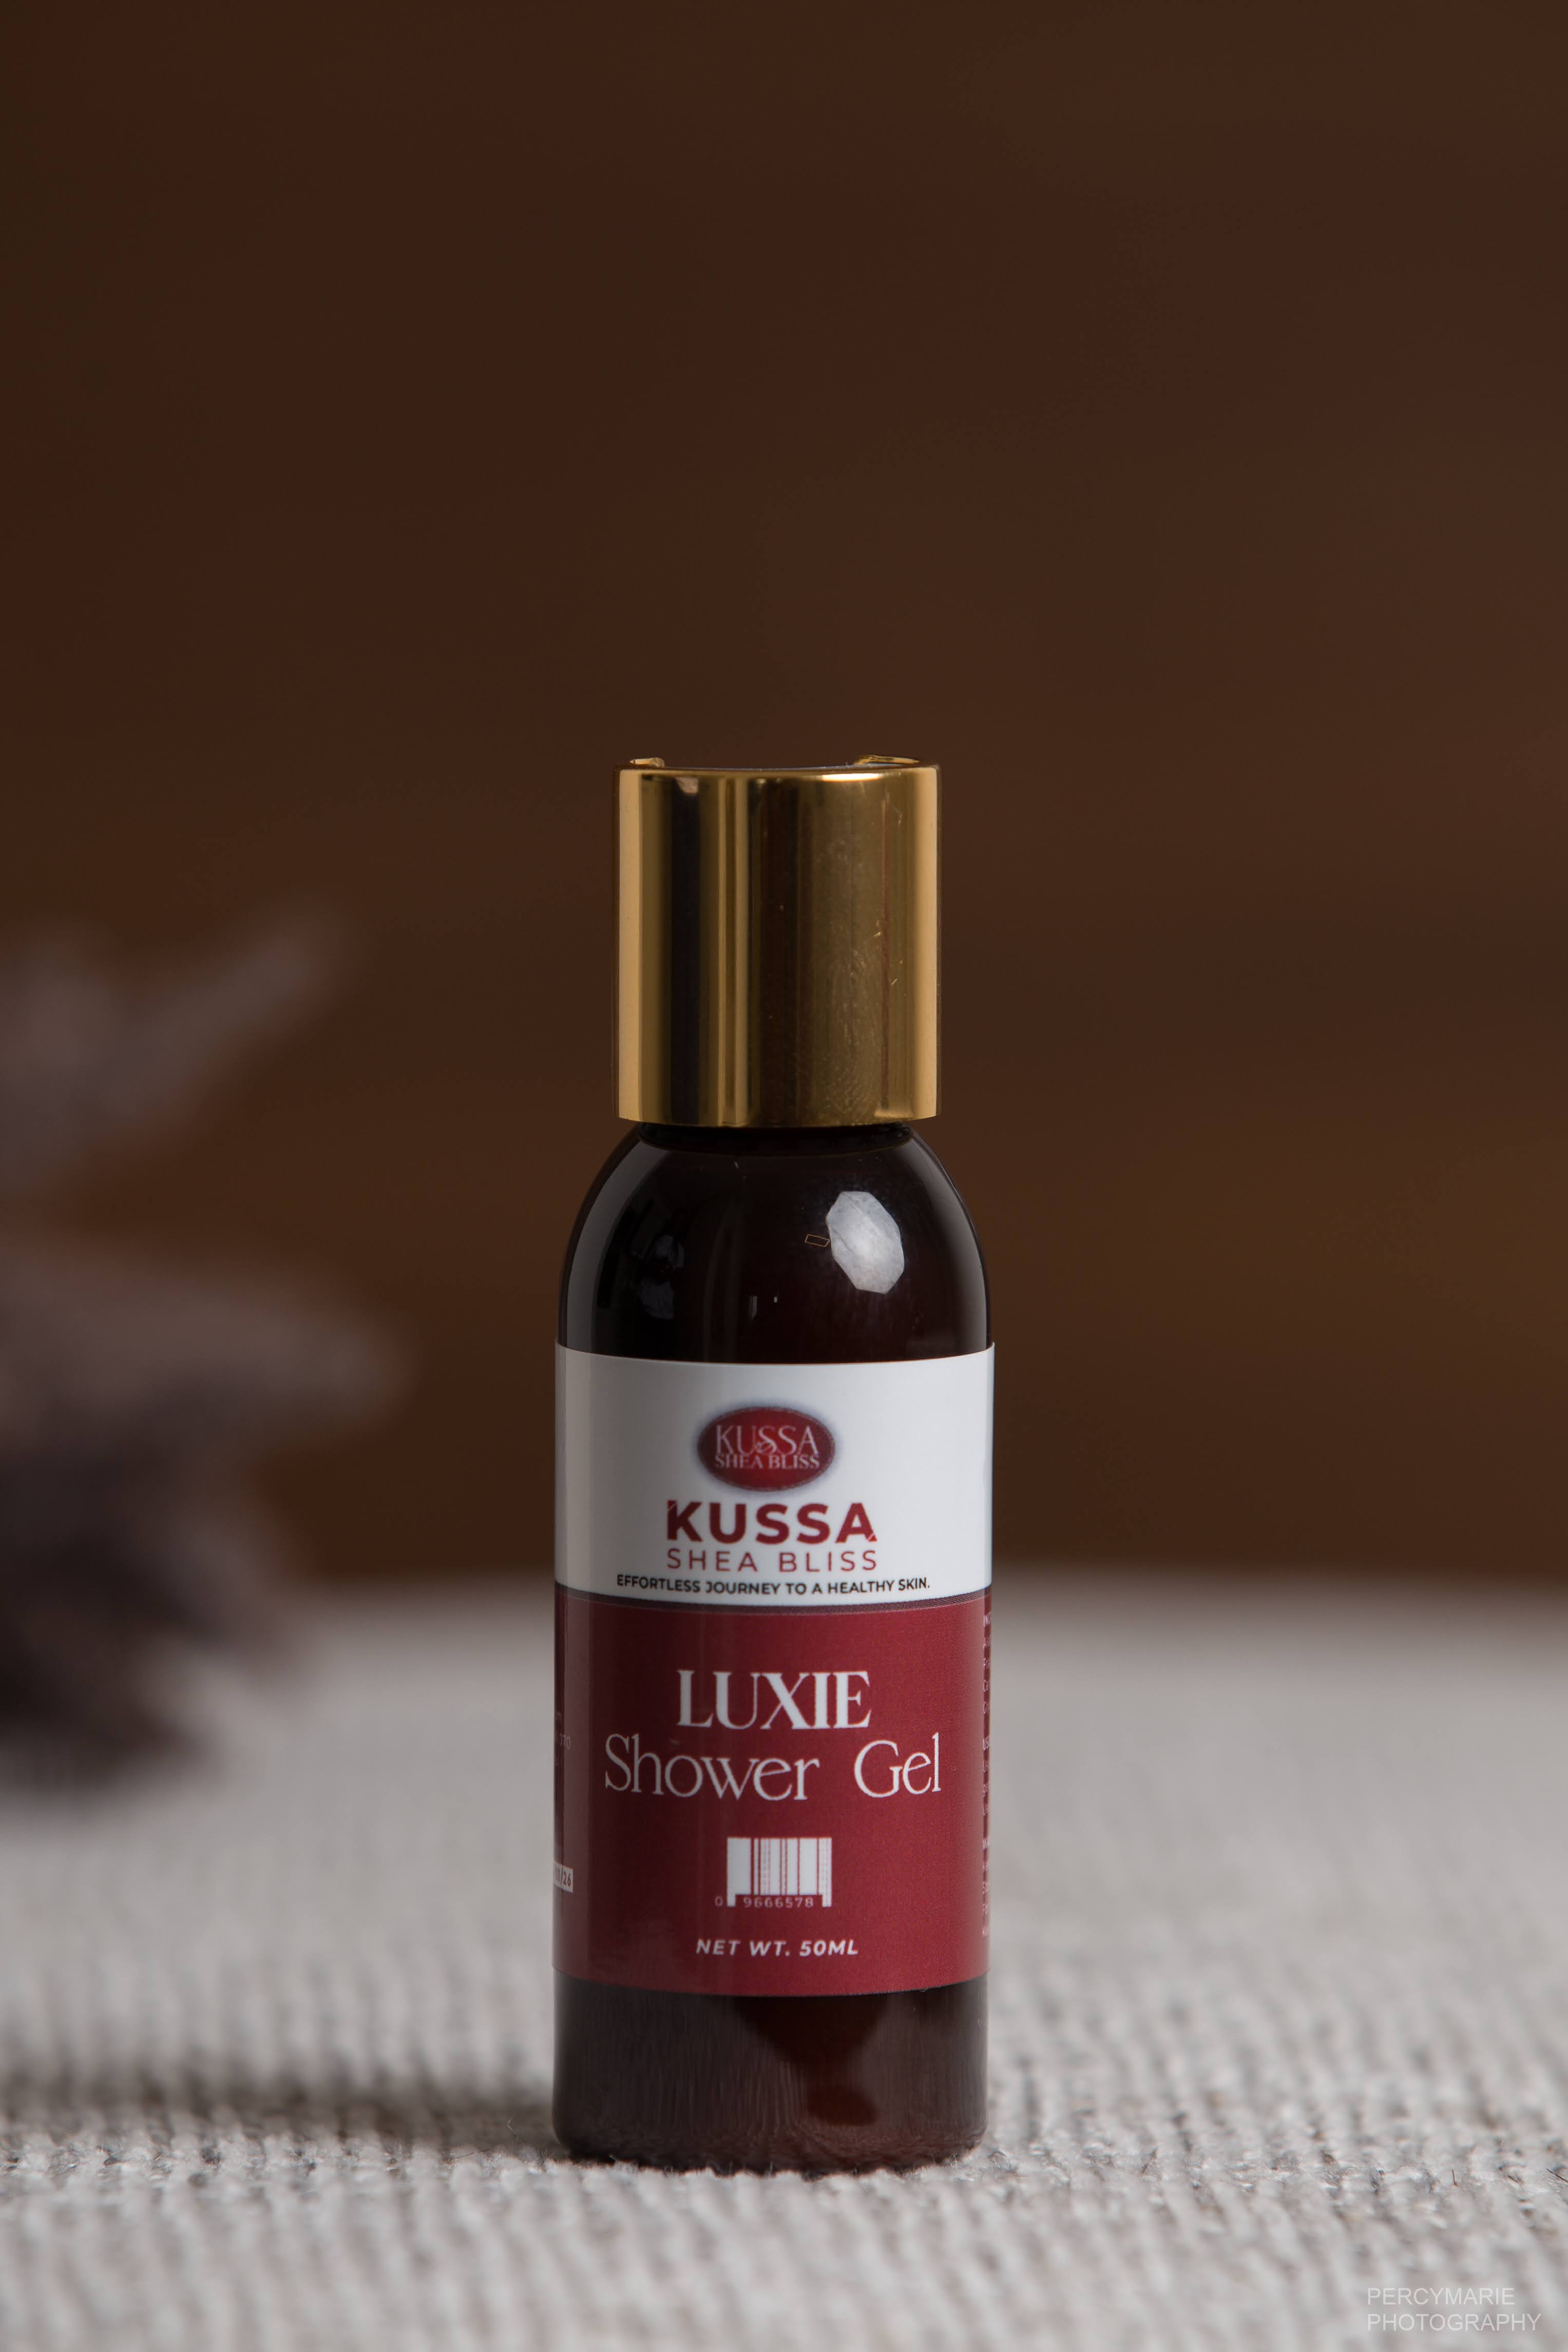 KUSSA
SHEA BLISS
KUSSA
SHEA BLISS
EFFORTLESS JOURNEY TO A HEALTHY SKIN.
LUXIE
Shower Gel
0 9666578
NET WT. 50ML
PERCYMARIE
PHOTOGRAPHY